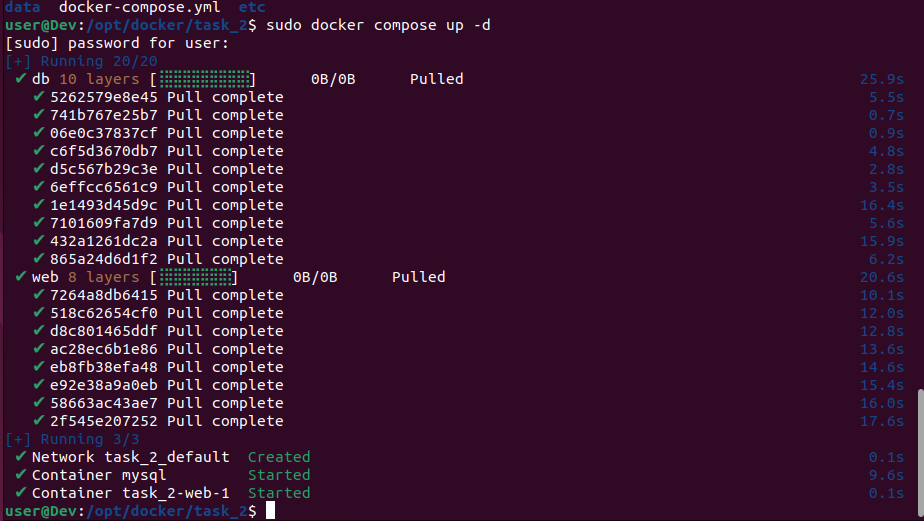 data docker-compose.yml etc
user@Dev:/opt/docker/task_2$ sudo docker compose up -d
[sudo] password for user:
[+] Running 20/20
✔ db 10 layers [⣿⣿⣿⣿⣿⣿⣿⣿⣿⣿] 0B/0B Pulled 25.9s
✔ 5262579e8e45 Pull complete 5.5s
✔ 741b767e25b7 Pull complete 0.7s
✔ 06e0c37837cf Pull complete 0.9s
✔ c6f5d3670db7 Pull complete 4.8s
✔ d5c567b29c3e Pull complete 2.8s
✔ 6effcc6561c9 Pull complete 3.5s
✔ 1e1493d45d9c Pull complete 16.4s
✔ 7101609fa7d9 Pull complete 5.6s
✔ 432a1261dc2a Pull complete 15.9s
✔ 865a24d6d1f2 Pull complete 6.2s
✔ web 8 layers [⣿⣿⣿⣿⣿⣿⣿⣿] 0B/0B Pulled 20.6s
✔ 7264a8db6415 Pull complete 10.1s
✔ 518c62654cf0 Pull complete 12.0s
✔ d8c801465ddf Pull complete 12.8s
✔ ac28ec6b1e86 Pull complete 13.6s
✔ eb8fb38efa48 Pull complete 14.6s
✔ e92e38a9a0eb Pull complete 15.4s
✔ 58663ac43ae7 Pull complete 16.0s
✔ 2f545e207252 Pull complete 17.6s
[+] Running 3/3
✔ Network task_2_default Created 0.1s
✔ Container mysql Started 9.6s
✔ Container task_2-web-1 Started 0.1s
user@Dev:/opt/docker/task_2$